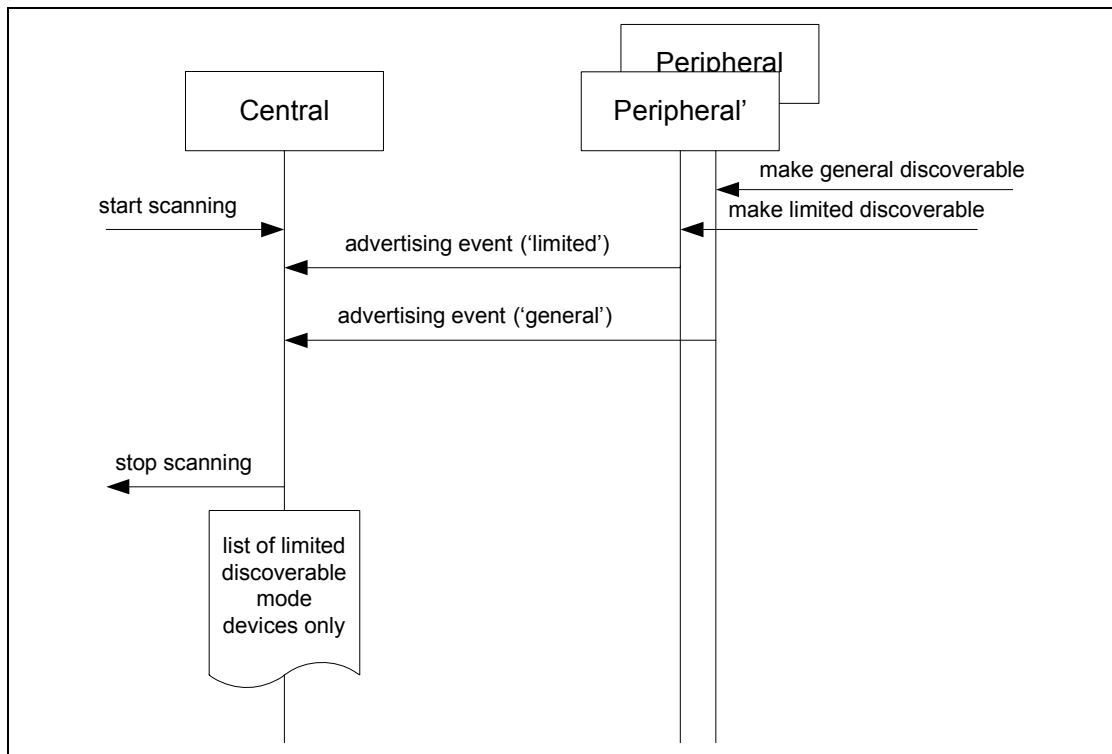 Peripheral
Central
Peripheral’
make general discoverable
start scanning
make limited discoverable
advertising event (‘limited’)
advertising event (‘general’)
stop scanning
list of limited
discoverable
mode
devices only